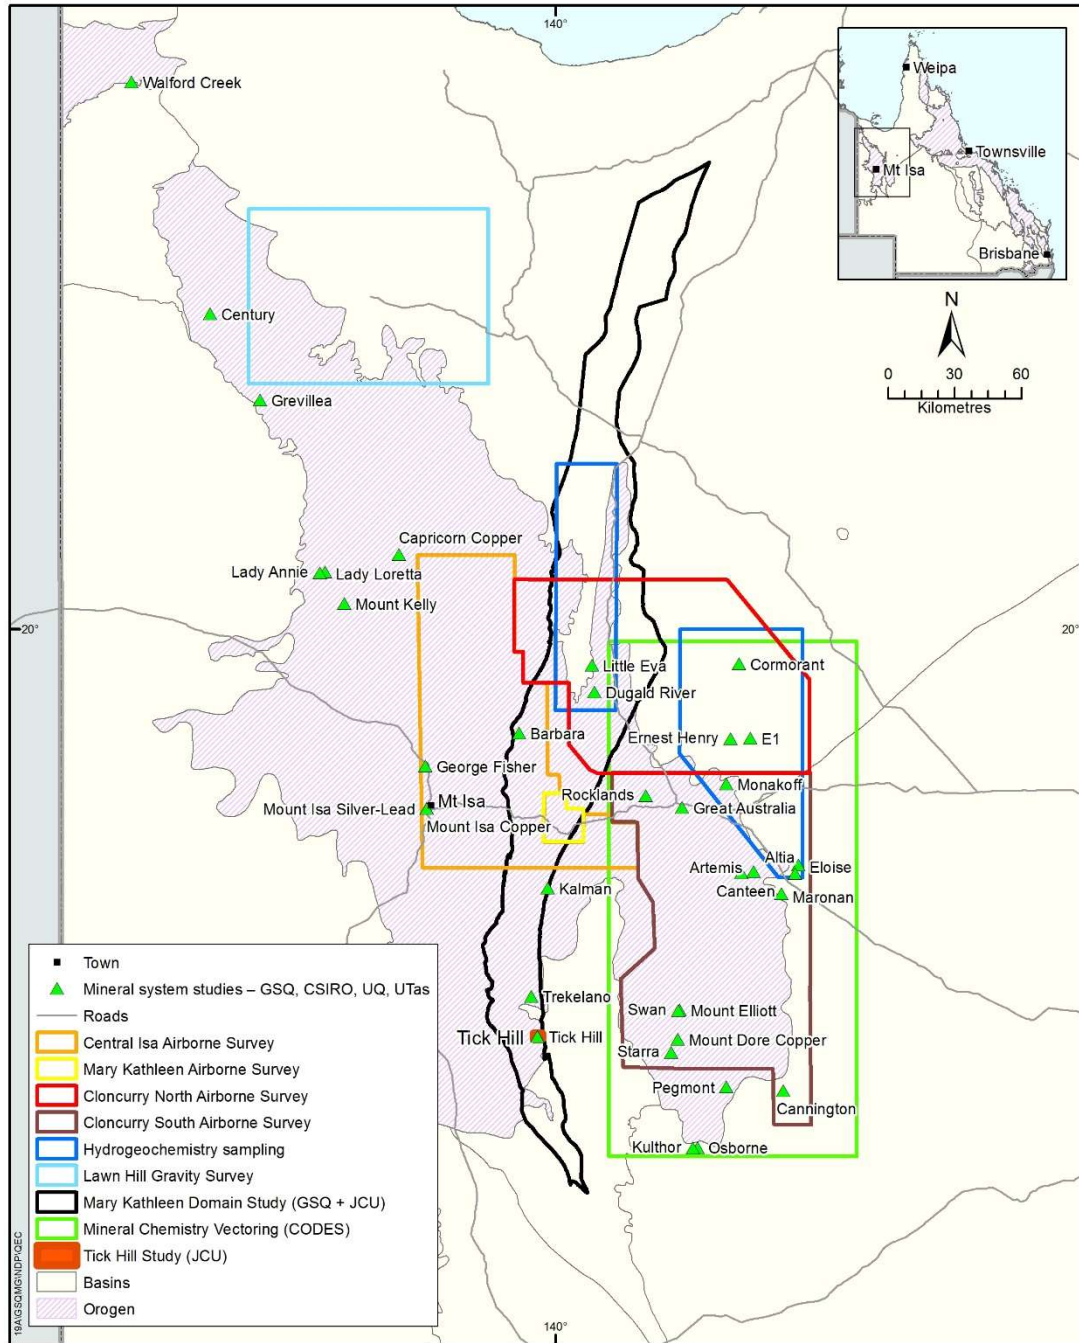 140°
Walford Creek
Weipa
Townsville
Mt Isa
Brisbane
N
0 30 60
Kilometres
Century
Grevillea
Capricorn Copper
Lady Annie
Lady Loretta
Mount Kelly
20°
20°
Little Eva
Cormorant
Dugald River
Barbara
Ernest Henry
E1
George Fisher
Monakoff
Rocklands
Mt Isa
Mount Isa Silver-Lead
Great Australia
Mount Isa Copper
Altia
Artemis
Eloise
Kalman
Canteen
Maronan
Trekelano
Swan
Mount Elliott
Tick Hill
Tick Hill
Mount Dore Copper
Starra
Pegmont
Cannington
Kulthor
Osborne
Town
Mineral system studies – GSQ, CSIRO, UQ, UTas
Roads
Central Isa Airborne Survey
Mary Kathleen Airborne Survey
Cloncurry North Airborne Survey
Cloncurry South Airborne Survey
Hydrogeochemistry sampling
Lawn Hill Gravity Survey
Mary Kathleen Domain Study (GSQ + JCU)
Mineral Chemistry Vectoring (CODES)
Tick Hill Study (JCU)
Basins
Orogen
19A\GSQMG\NDP\QEC
140°